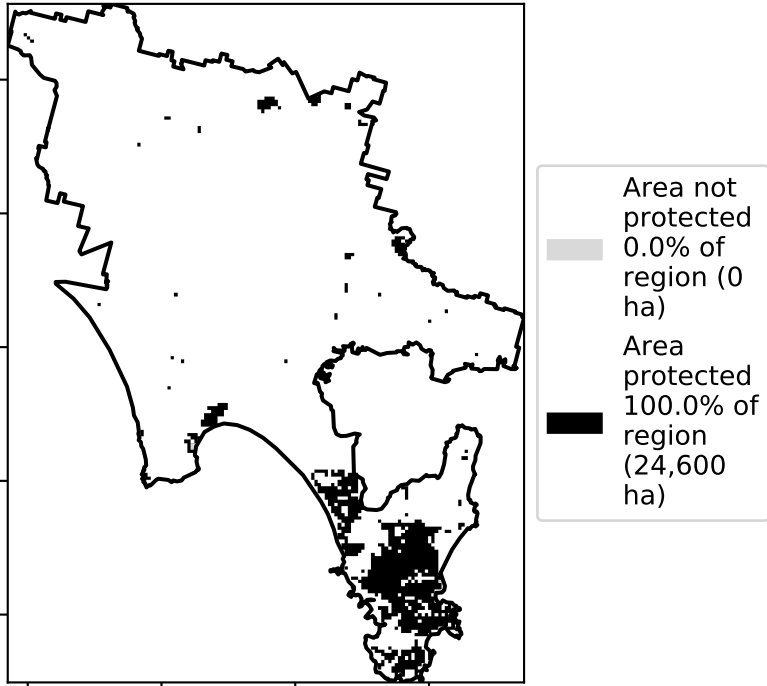 Area not
protected
0.0% of
region (0
ha)
Area
protected
100.0% of
region
(24,600
ha)